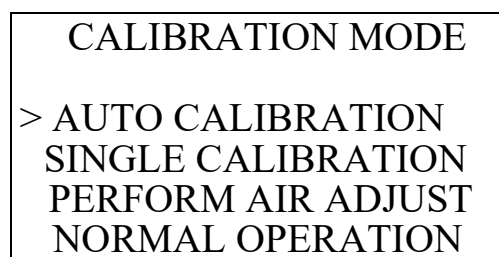 CALIBRATION MODE
> AUTO CALIBRATION
SINGLE CALIBRATION
PERFORM AIR ADJUST
NORMAL OPERATION